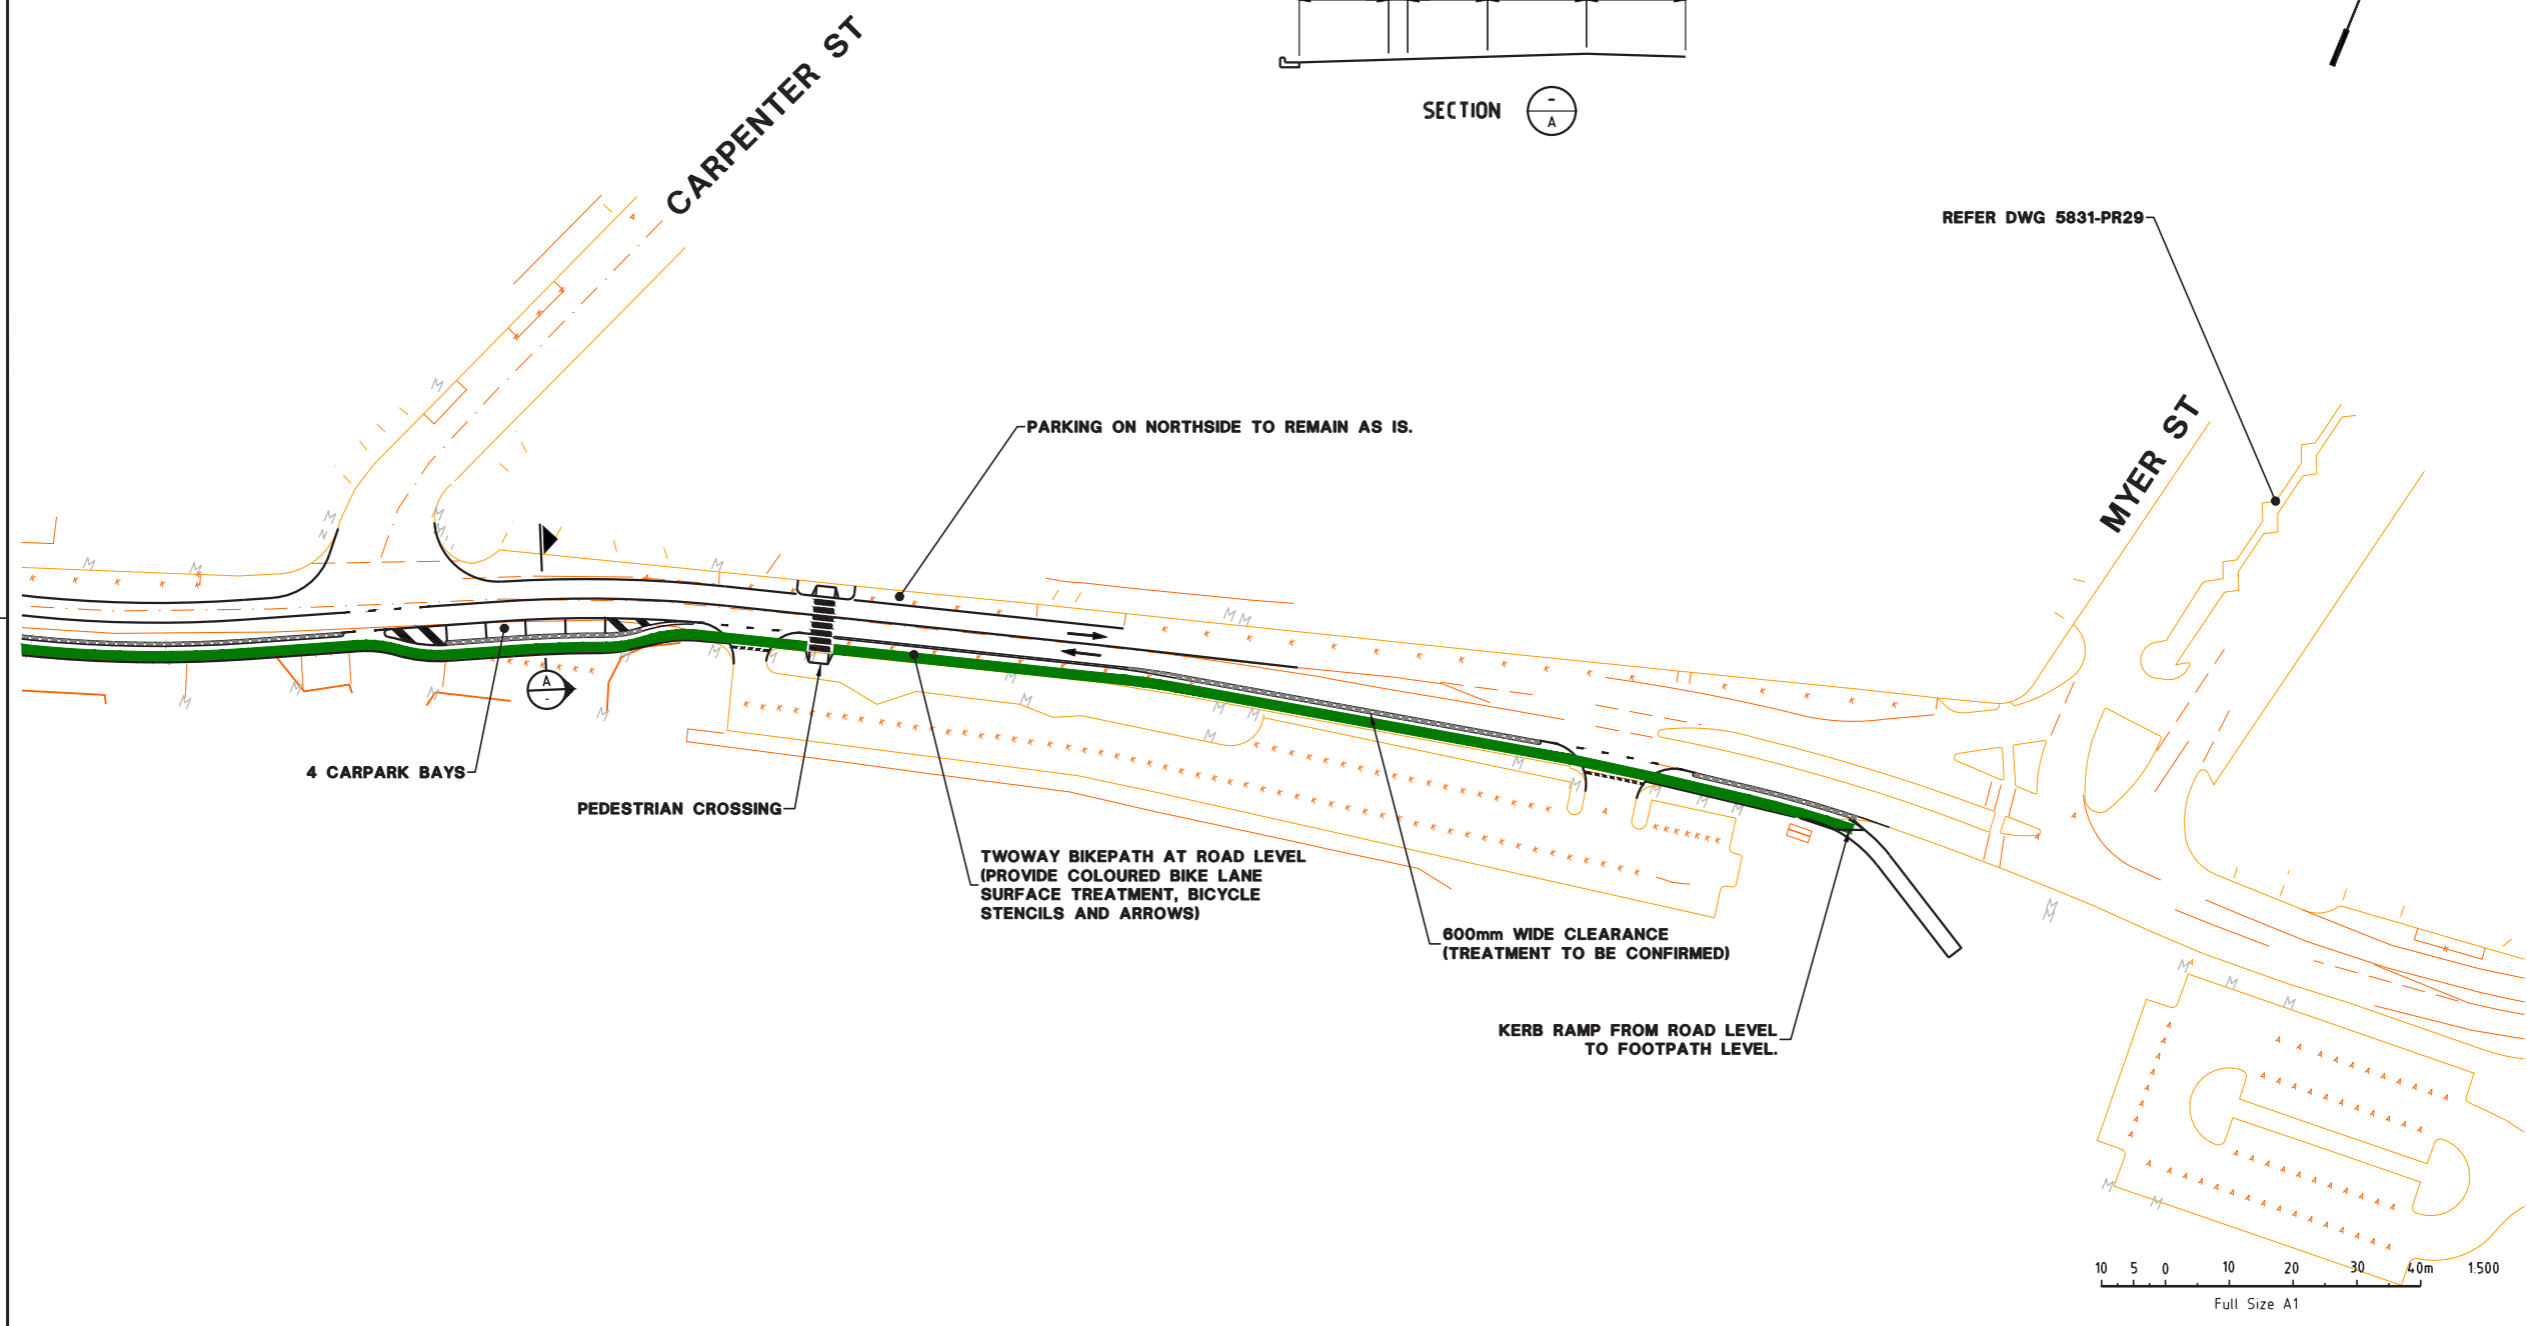 CARPENTER ST
SECTION
-
A
REFER DWG 5831-PR29
MYER ST
PARKING ON NORTHSIDE TO REMAIN AS IS.
A
-
4 CARPARK BAYS
PEDESTRIAN CROSSING
TWOWAY BIKEPATH AT ROAD LEVEL
(PROVIDE COLOURED BIKE LANE
SURFACE TREATMENT, BICYCLE
STENCILS AND ARROWS)
600mm WIDE CLEARANCE
(TREATMENT TO BE CONFIRMED)
KERB RAMP FROM ROAD LEVEL
TO FOOTPATH LEVEL.
10 5 0 10 20 30 40m 1:500
Full Size A1